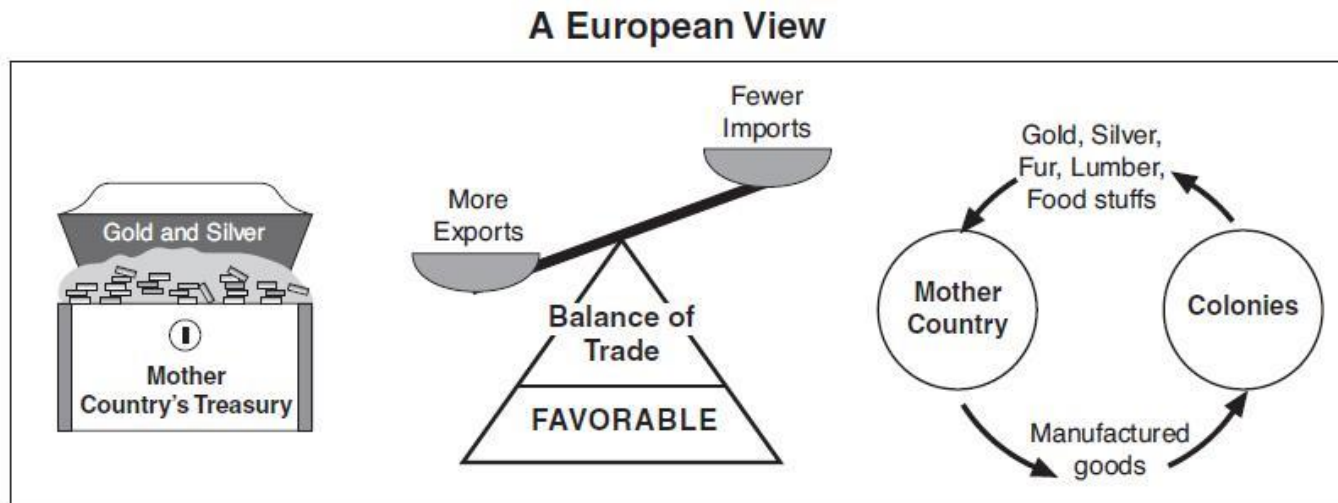 A European View
Gold and Silver
Mother
Country's Treasury
More
Exports
Fewer
Imports
Balance of
Trade
FAVORABLE
Gold, Silver,
Fur, Lumber,
Food stuffs
Mother
Country
Colonies
Manufactured
goods